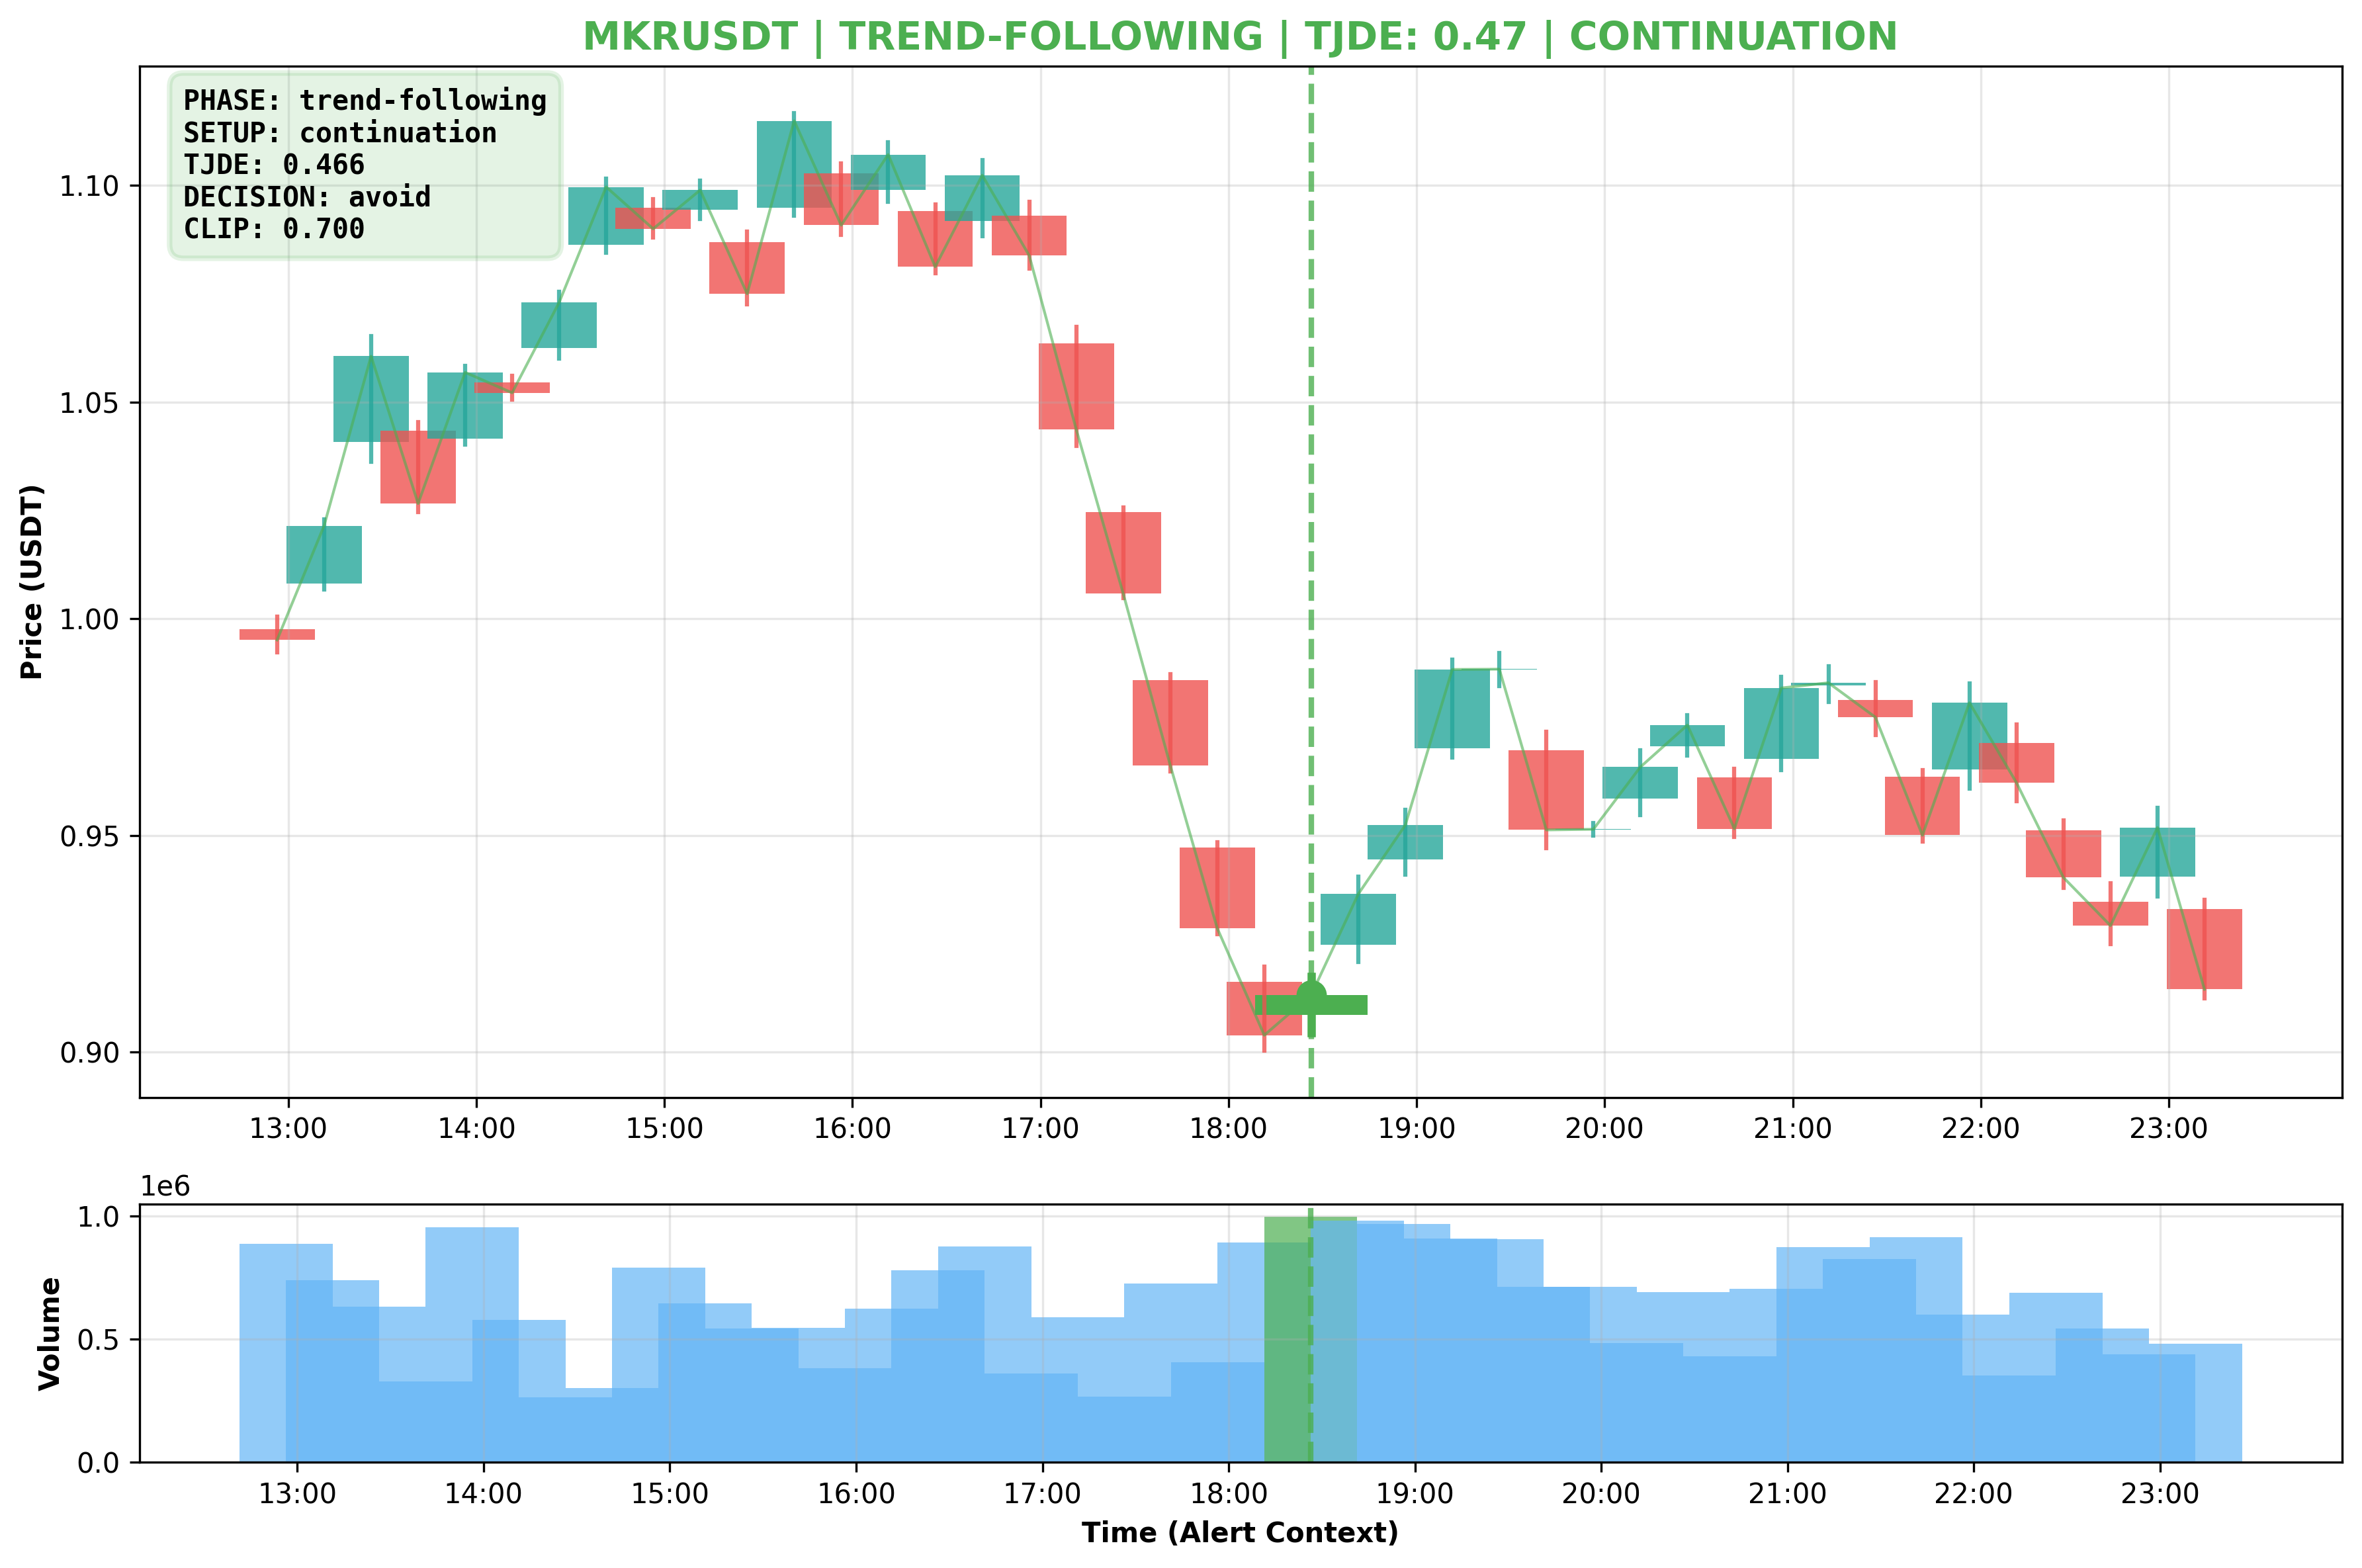 MKRUSDT | TREND-FOLLOWING | TJDE: 0.47 | CONTINUATION
PHASE: trend-following
SETUP: continuation
TJDE: 0.466
DECISION: avoid
CLIP: 0.700
Price (USDT)
1.10
1.05
1.00
0.95
0.90
13:00 14:00 15:00 16:00 17:00 18:00 19:00 20:00 21:00 22:00 23:00
1e6
Volume
1.0
0.5
0.0
13:00 14:00 15:00 16:00 17:00 18:00 19:00 20:00 21:00 22:00 23:00
Time (Alert Context)